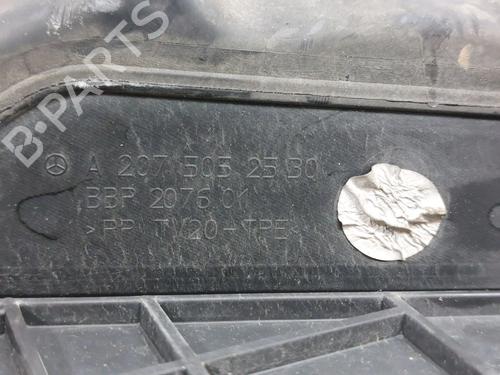 B-PARTS
A 207 505 25 30
BBP 2076 01
>PP TV20-TPE<